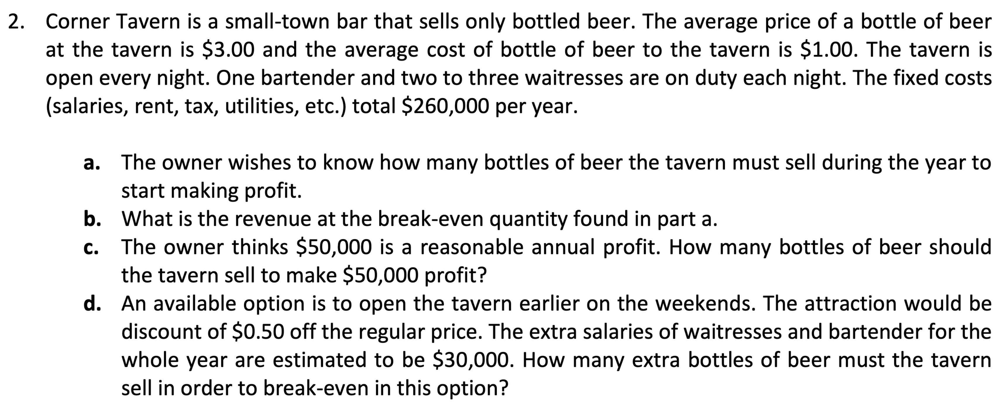 2. Corner Tavern is a small-town bar that sells only bottled beer. The average price of a bottle of beer
at the tavern is $3.00 and the average cost of bottle of beer to the tavern is $1.00. The tavern is
open every night. One bartender and two to three waitresses are on duty each night. The fixed costs
(salaries, rent, tax, utilities, etc.) total $260,000 per year.
a. The owner wishes to know how many bottles of beer the tavern must sell during the year to
start making profit.
b. What is the revenue at the break-even quantity found in part a.
c. The owner thinks $50,000 is a reasonable annual profit. How many bottles of beer should
the tavern sell to make $50,000 profit?
d. An available option is to open the tavern earlier on the weekends. The attraction would be
discount of $0.50 off the regular price. The extra salaries of waitresses and bartender for the
whole year are estimated to be $30,000. How many extra bottles of beer must the tavern
sell in order to break-even in this option?